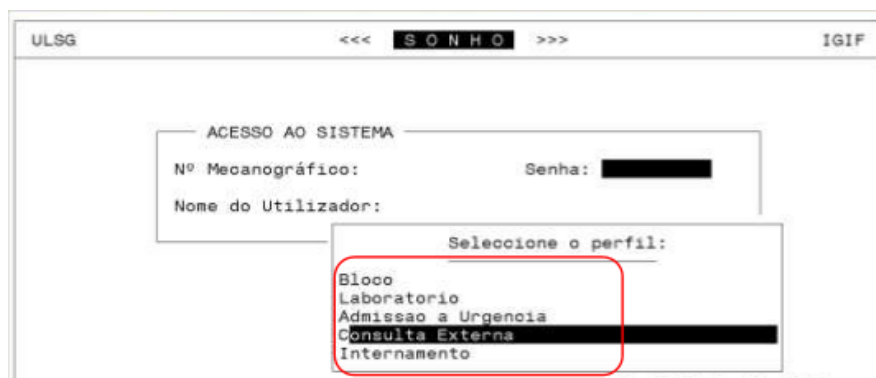 ULSG <<< S O N H O >>> IGIF
ACESSO AO SISTEMA
Nº Mecanográfico: Senha:
Nome do Utilizador:
Seleccione o perfil:
Bloco
Laboratorio
Admissao a Urgencia
Consulta Externa
Internamento